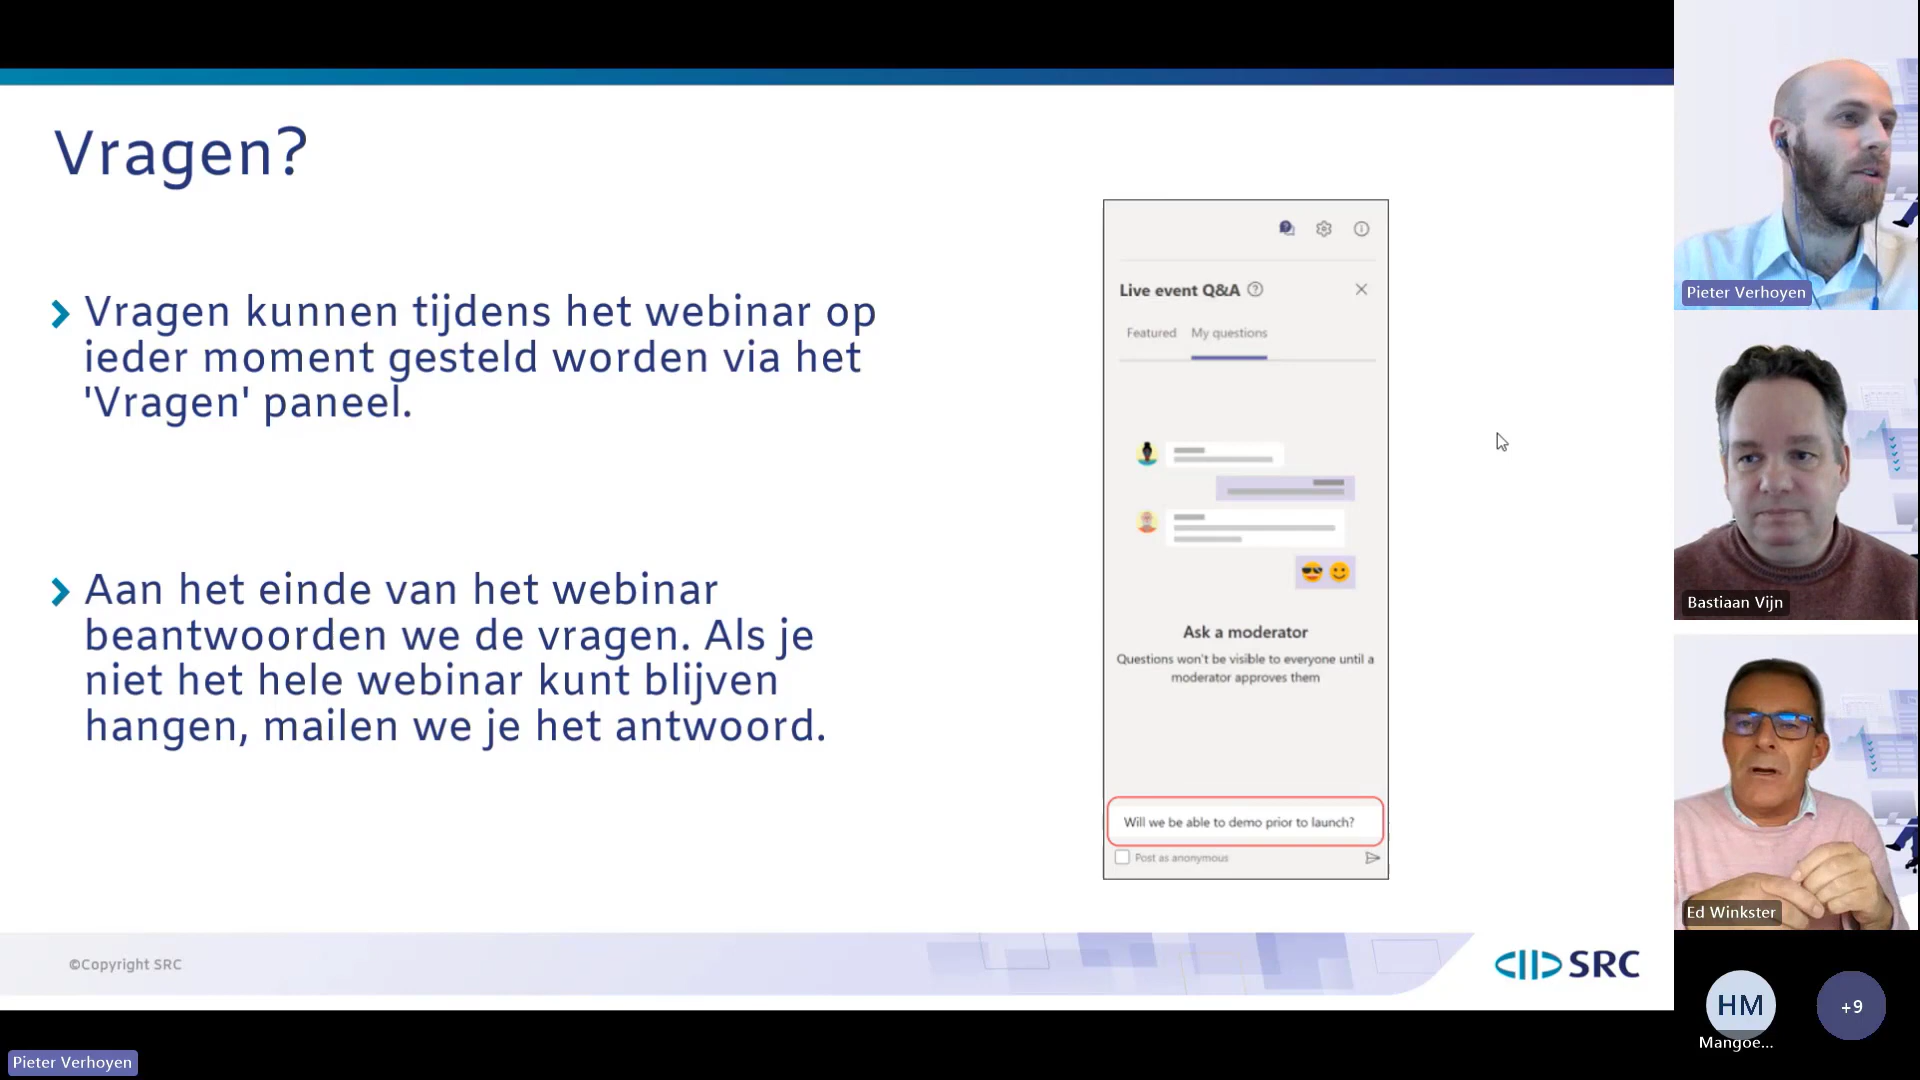 Vragen?
Vragen kunnen tijdens het webinar op
ieder moment gesteld worden via het
'Vragen' paneel.
Aan het einde van het webinar
beantwoorden we de vragen. Als je
niet het hele webinar kunt blijven
hangen, mailen we je het antwoord.
Live event Q&A
Featured My questions
Ask a moderator
Questions won't be visible to everyone until a
moderator approves them
Will we be able to demo prior to launch?
Post as anonymous
©Copyright SRC
SRC
Pieter Verhoyen
Bastiaan Vijn
Ed Winkster
HM
Mangoe...
+9
Pieter Verhoyen